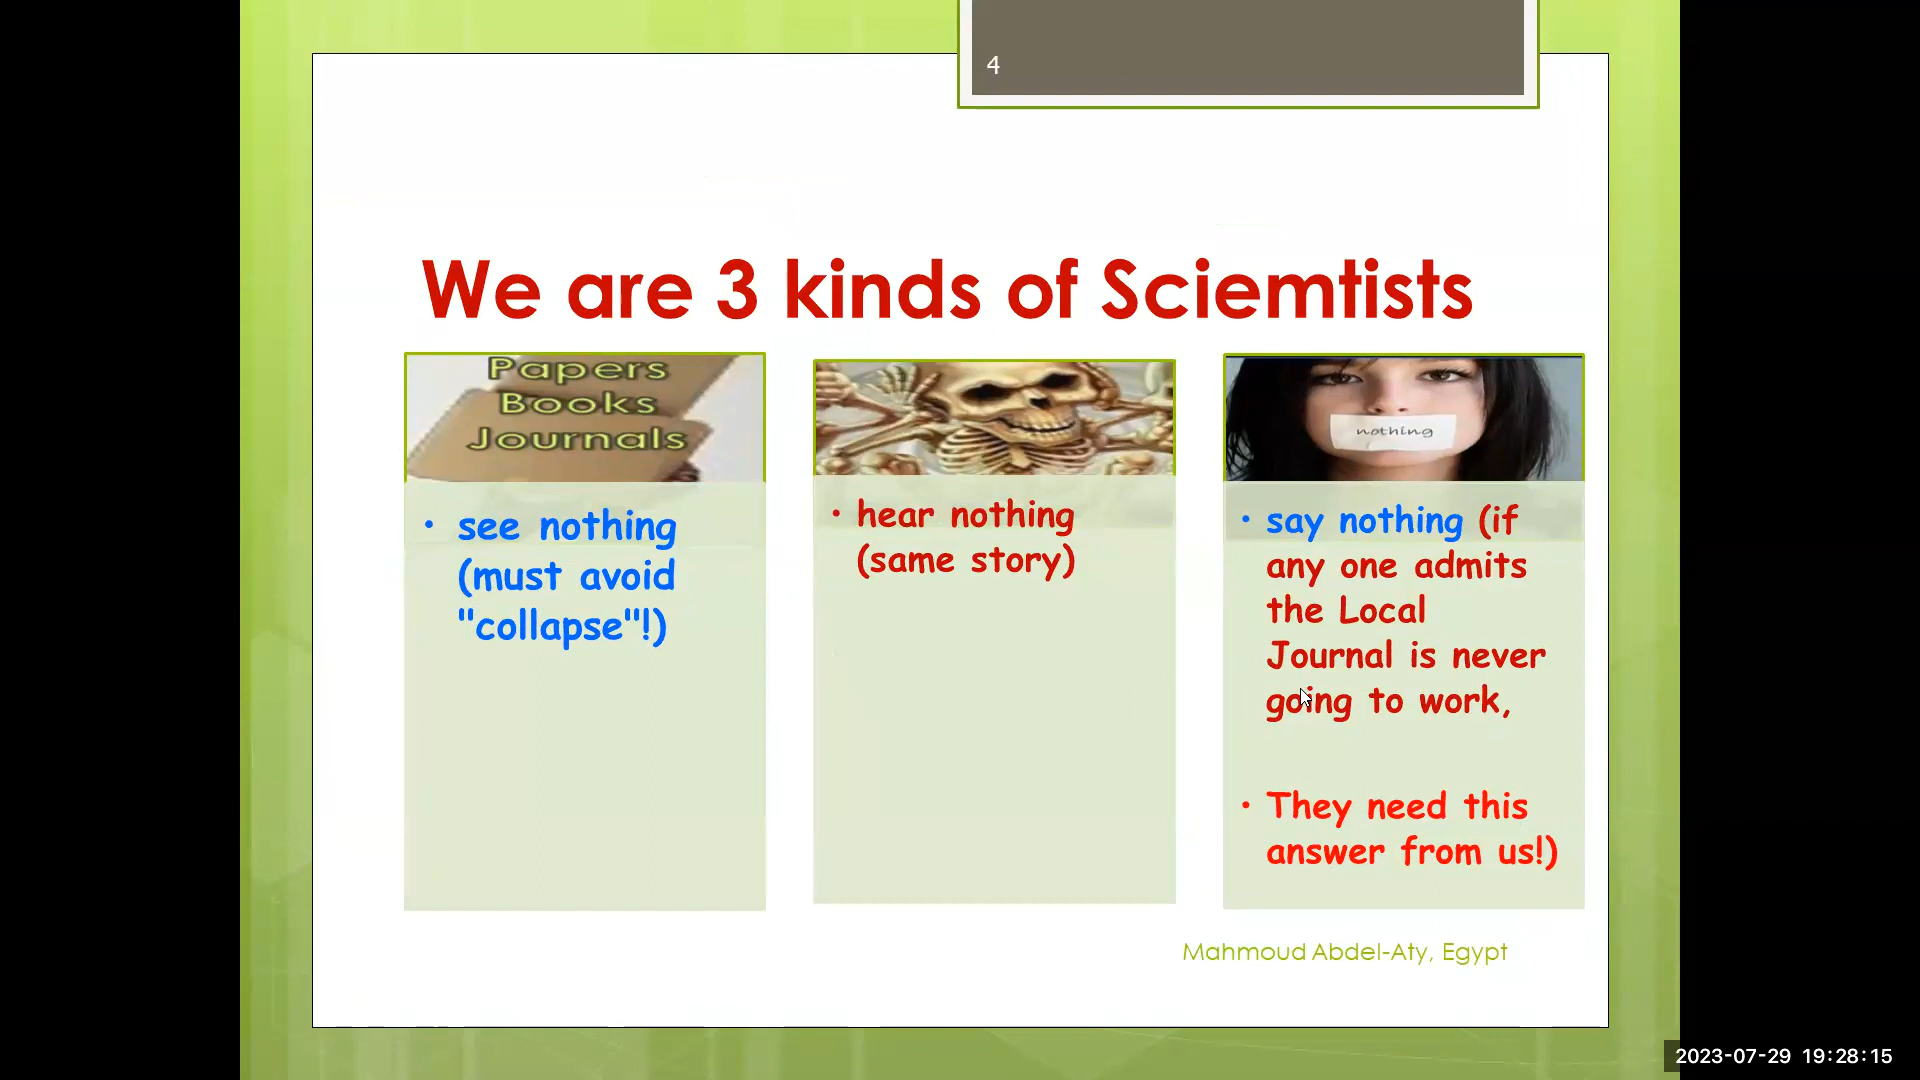 4
We are 3 kinds of Sciemtists
Papers
Books
Journals
• see nothing
(must avoid
"collapse"!)
• hear nothing
(same story)
nothing
• say nothing (if
any one admits
the Local
Journal is never
going to work,
• They need this
answer from us!)
Mahmoud Abdel-Aty, Egypt
2023-07-29 19:28:15